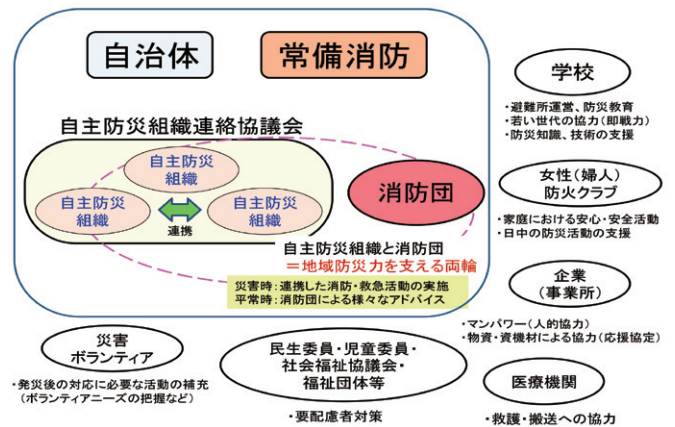 自治体
常備消防
自主防災組織連絡協議会
自主防災
組織
自主防災
組織
自主防災
組織
連携
消防団
自主防災組織と消防団
＝地域防災力を支える両輪
災害時：連携した消防・救急活動の実施
平常時：消防団による様々なアドバイス
学校
・避難所運営、防災教育
・若い世代の協力(即戦力)
・防災知識、技術の支援
女性(婦人)
防火クラブ
・家庭における安心・安全活動
・日中の防災活動の支援
企業
(事業所)
・マンパワー(人的協力)
・物資・資機材による協力(応援協定)
災害
ボランティア
・発災後の対応に必要な活動の補充
(ボランティアニーズの把握など)
民生委員・児童委員・
社会福祉協議会・
福祉団体等
・要配慮者対策
医療機関
・救護・搬送への協力